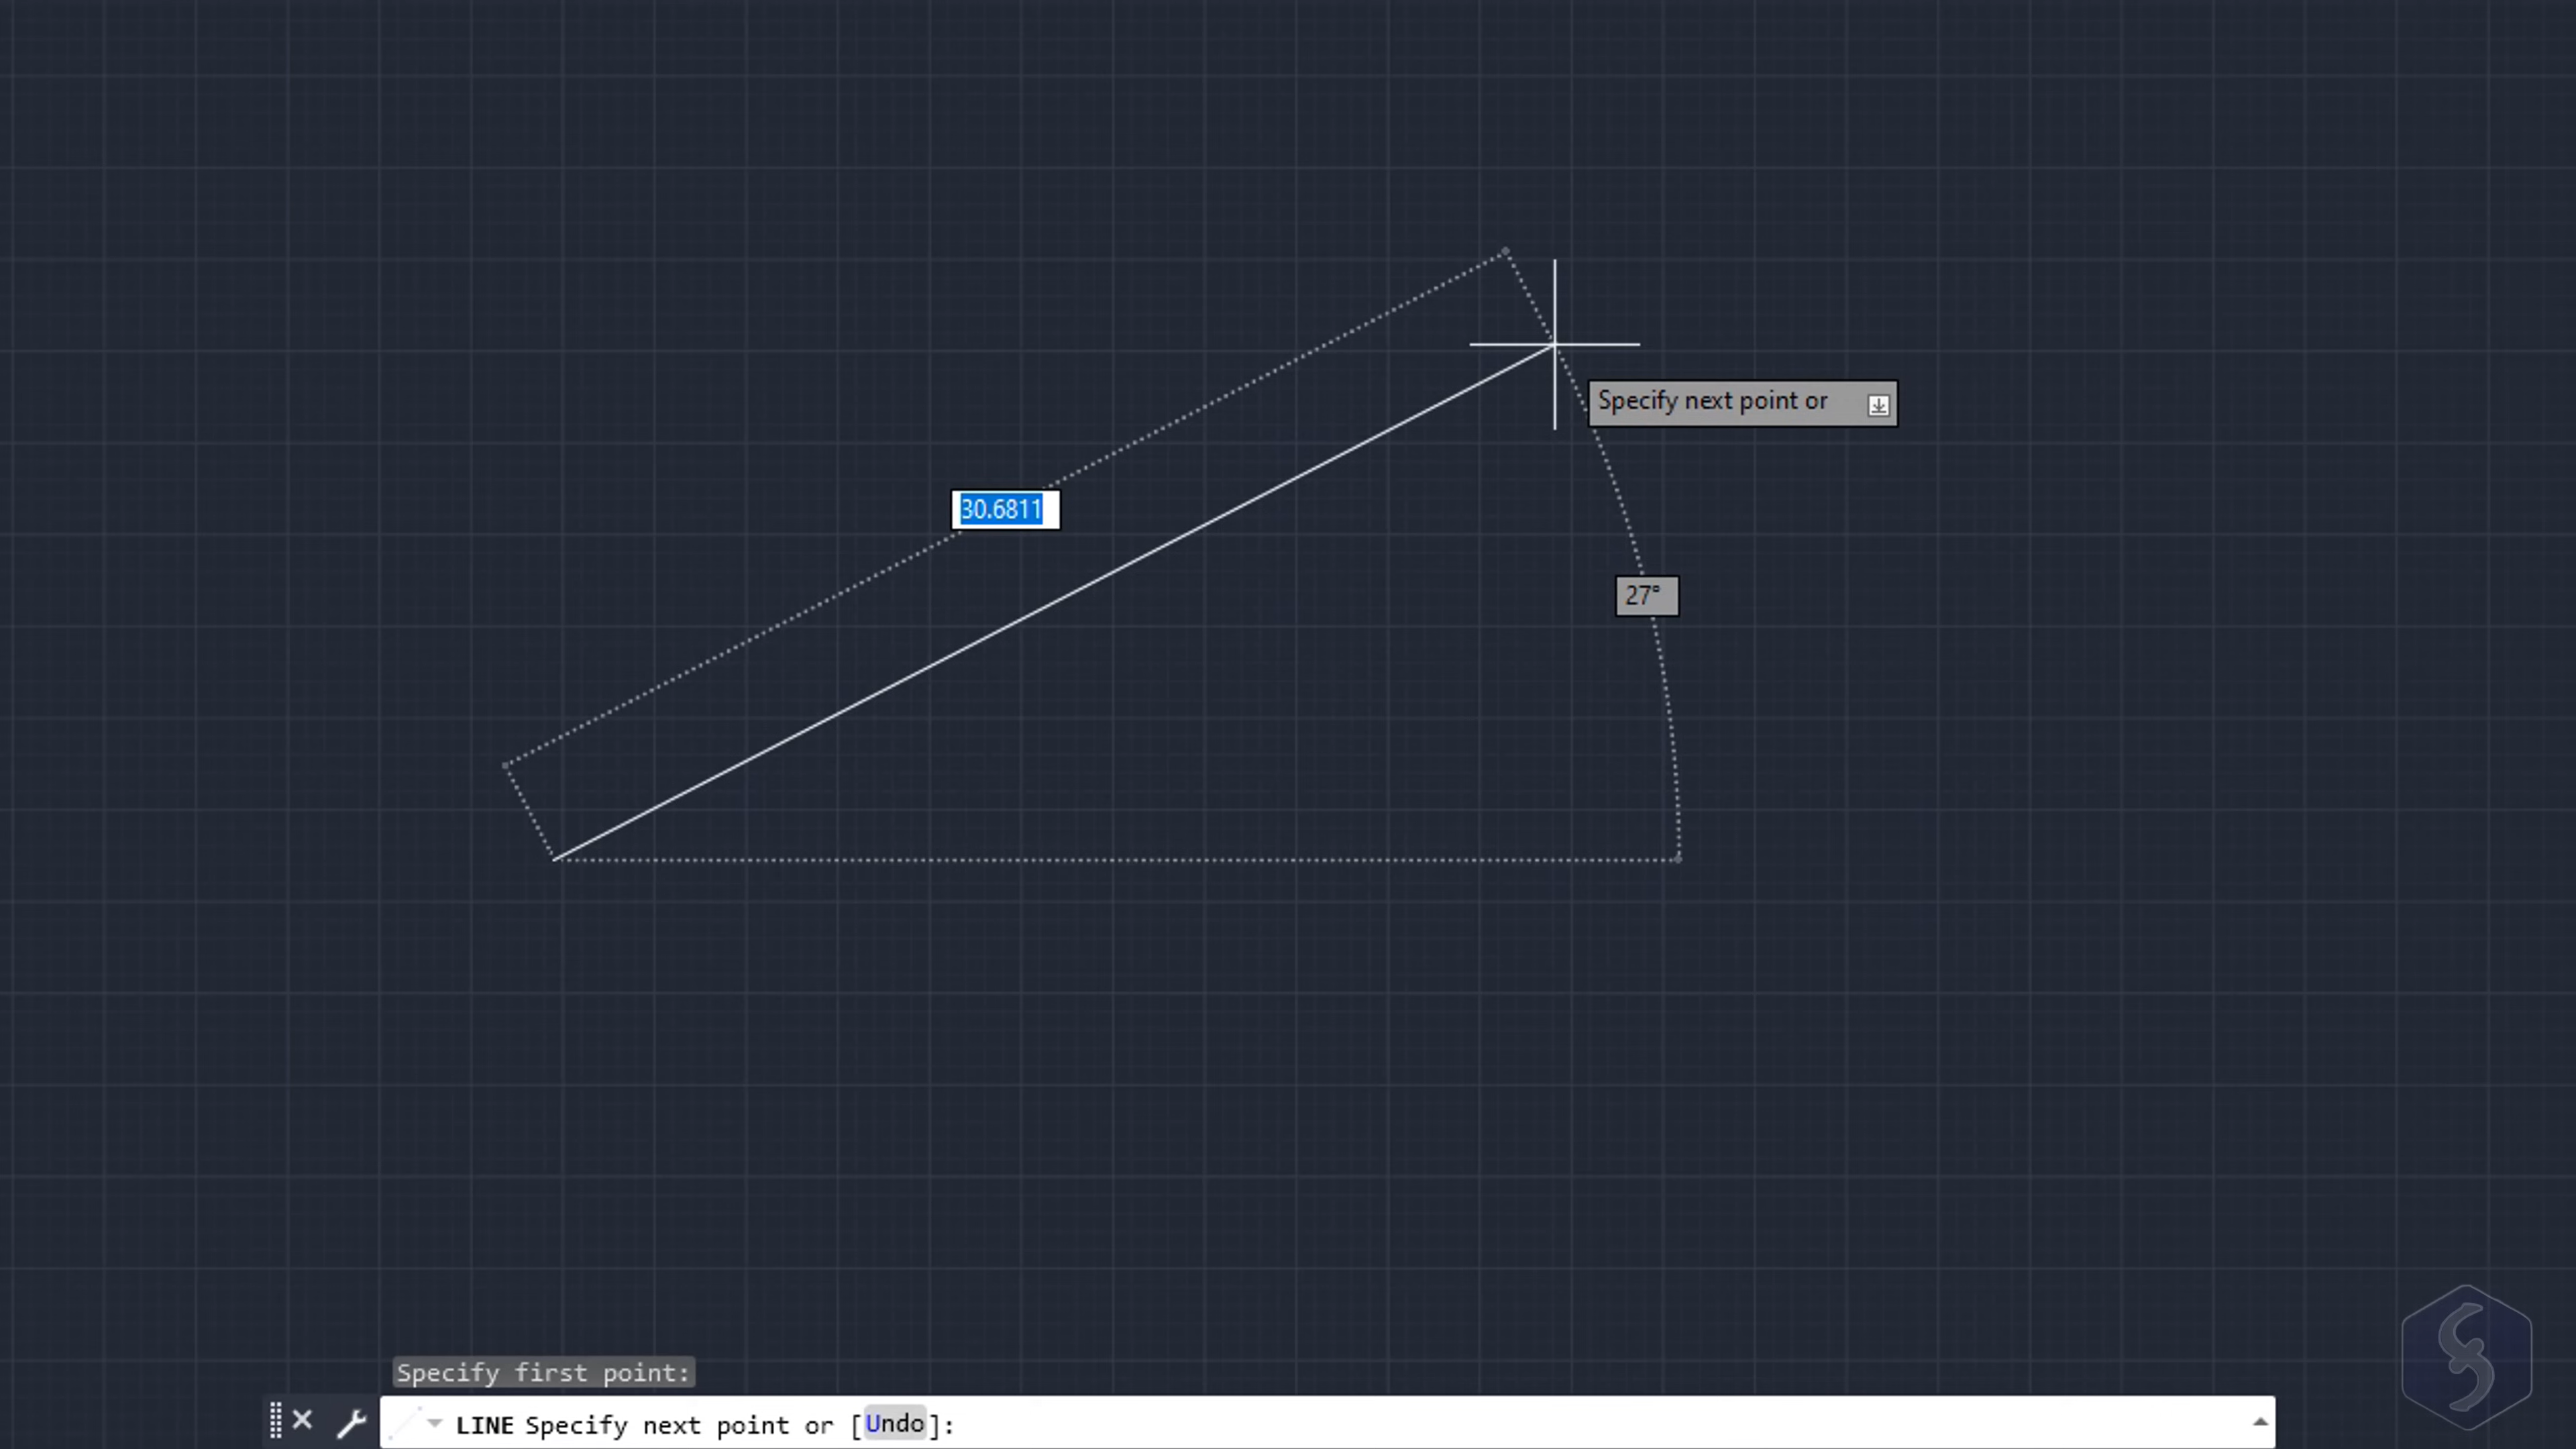 Specify next point or
30.6811
27°
Specify first point:
LINE Specify next point or [Undo]: